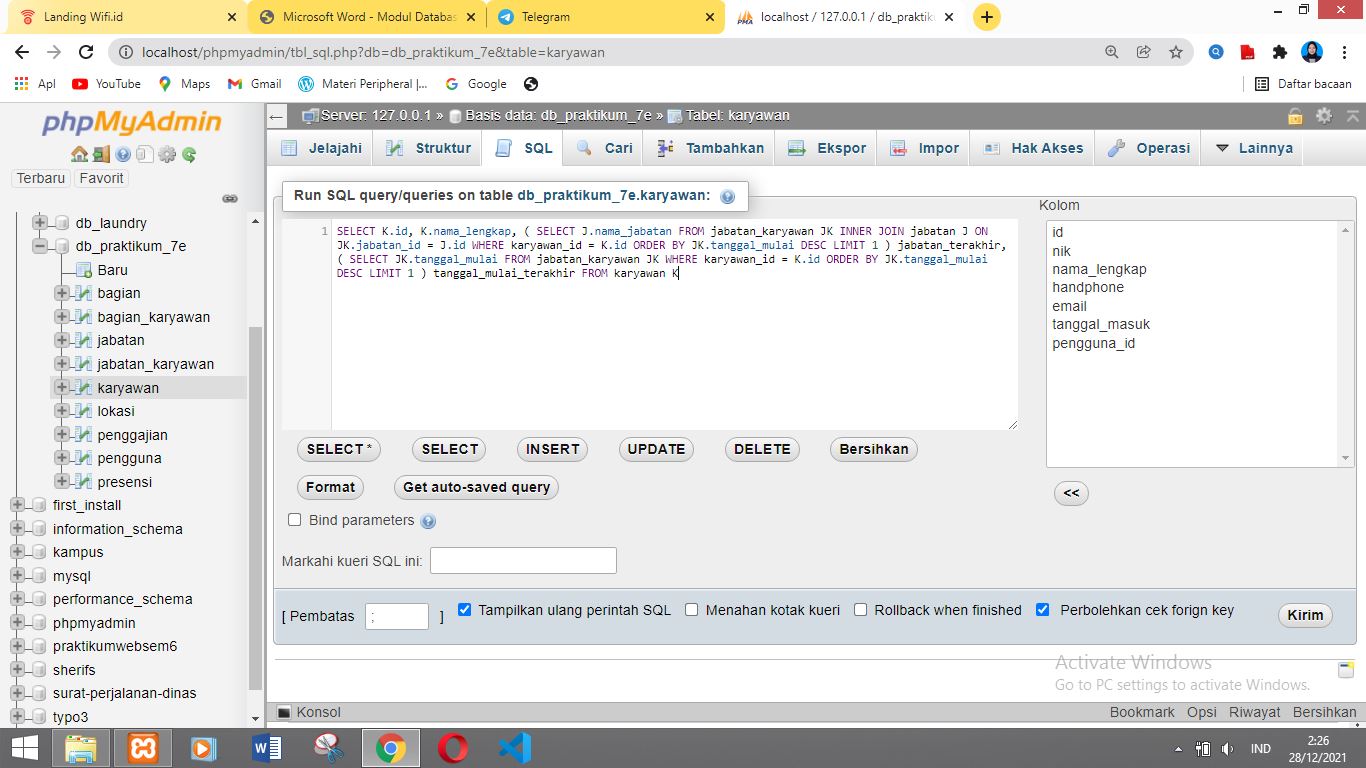 Landing Wifi.id
Microsoft Word - Modul Databas
Telegram
localhost / 127.0.0.1 / db_praktiku
localhost/phpmyadmin/tbl_sql.php?db=db_praktikum_7e&table=karyawan
Apl
YouTube
Maps
Gmail
Materi Peripheral |...
Google
Daftar bacaan
phpMyAdmin
Terbaru
Favorit
db_laundry
db_praktikum_7e
Baru
bagian
bagian_karyawan
jabatan
jabatan_karyawan
karyawan
lokasi
penggajian
pengguna
presensi
first_install
information_schema
kampus
mysql
performance_schema
phpmyadmin
praktikumwebsem6
sherifs
surat-perjalanan-dinas
typo3
Server: 127.0.0.1 » Basis data: db_praktikum_7e » Tabel: karyawan
Jelajahi
Struktur
SQL
Cari
Tambahkan
Ekspor
Impor
Hak Akses
Operasi
Lainnya
Run SQL query/queries on table db_praktikum_7e.karyawan:
1
SELECT K.id, K.nama_lengkap, ( SELECT J.nama_jabatan FROM jabatan_karyawan JK INNER JOIN jabatan J ON
JK.jabatan_id = J.id WHERE karyawan_id = K.id ORDER BY JK.tanggal_mulai DESC LIMIT 1 ) jabatan_terakhir,
( SELECT JK.tanggal_mulai FROM jabatan_karyawan JK WHERE karyawan_id = K.id ORDER BY JK.tanggal_mulai
DESC LIMIT 1 ) tanggal_mulai_terakhir FROM karyawan K
Kolom
id
nik
nama_lengkap
handphone
email
tanggal_masuk
pengguna_id
<<
SELECT *
SELECT
INSERT
UPDATE
DELETE
Bersihkan
Format
Get auto-saved query
Bind parameters
Markahi kueri SQL ini:
[ Pembatas ; ]
Tampilkan ulang perintah SQL
Menahan kotak kueri
Rollback when finished
Perbolehkan cek forign key
Kirim
Activate Windows
Go to PC settings to activate Windows.
Konsol
Bookmark
Opsi
Riwayat
Bersihkan
IND
2:26
28/12/2021